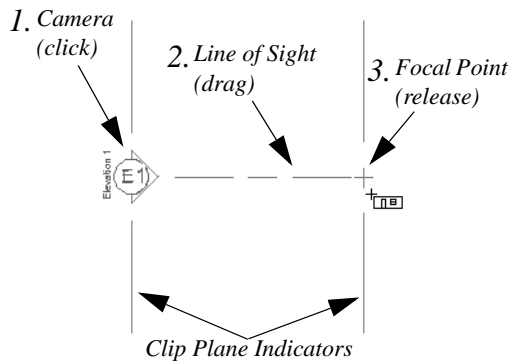 1. Camera
(click)
2. Line of Sight
(drag)
3. Focal Point
(release)
Elevation 1
E1
Clip Plane Indicators